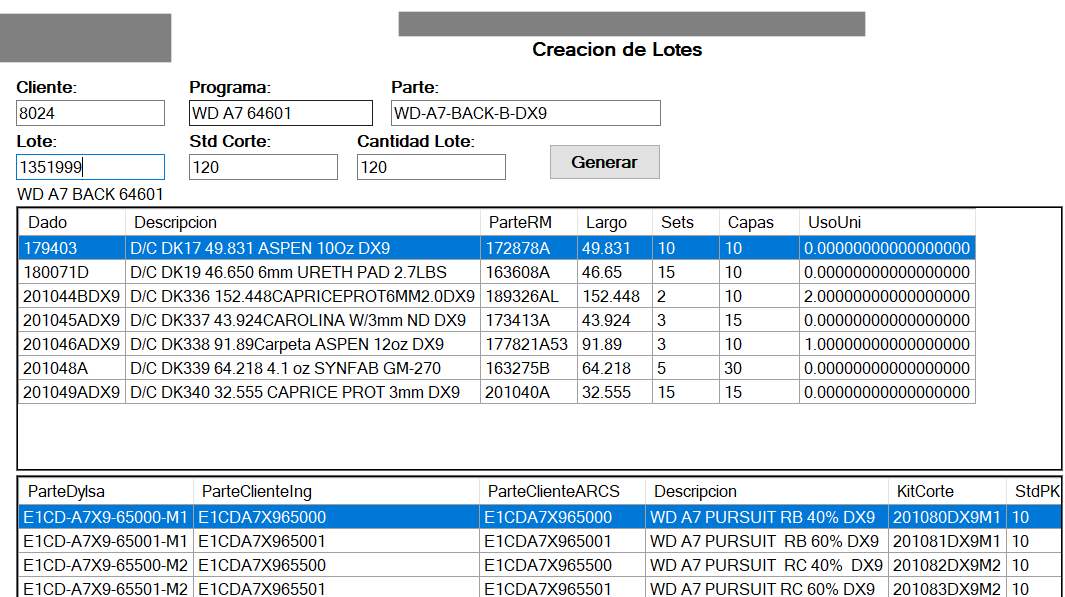 Creacion de Lotes
Cliente: Programa: Parte:
8024 WD A7 64601 WD-A7-BACK-B-DX9
Lote: Std Corte: Cantidad Lote:
1351999 120 120 Generar
WD A7 BACK 64601
Dado Descripcion ParteRM Largo Sets Capas UsoUni
179403 D/C DK17 49.831 ASPEN 10Oz DX9 172878A 49.831 10 10 0.00000000000000000
180071D D/C DK19 46.650 6mm URETH PAD 2.7LBS 163608A 46.65 15 10 0.00000000000000000
201044BDX9 D/C DK336 152.448CAPRICEPROT6MM2.0DX9 189326AL 152.448 2 10 2.00000000000000000
201045ADX9 D/C DK337 43.924CAROLINA W/3mm ND DX9 173413A 43.924 3 15 0.00000000000000000
201046ADX9 D/C DK338 91.89Carpeta ASPEN 12oz DX9 177821A53 91.89 3 10 1.00000000000000000
201048A D/C DK339 64.218 4.1 oz SYNFAB GM-270 163275B 64.218 5 30 0.00000000000000000
201049ADX9 D/C DK340 32.555 CAPRICE PROT 3mm DX9 201040A 32.555 15 15 0.00000000000000000
ParteDylsa ParteClienteIng ParteClienteARCS Descripcion KitCorte StdPK
E1CD-A7X9-65000-M1 E1CDA7X965000 E1CDA7X965000 WD A7 PURSUIT RB 40% DX9 201080DX9M1 10
E1CD-A7X9-65001-M1 E1CDA7X965001 E1CDA7X965001 WD A7 PURSUIT RB 60% DX9 201081DX9M1 10
E1CD-A7X9-65500-M2 E1CDA7X965500 E1CDA7X965500 WD A7 PURSUIT RC 40% DX9 201082DX9M2 10
E1CD-A7X9-65501-M2 E1CDA7X965501 E1CDA7X965501 WD A7 PURSUIT RC 60% DX9 201083DX9M2 10